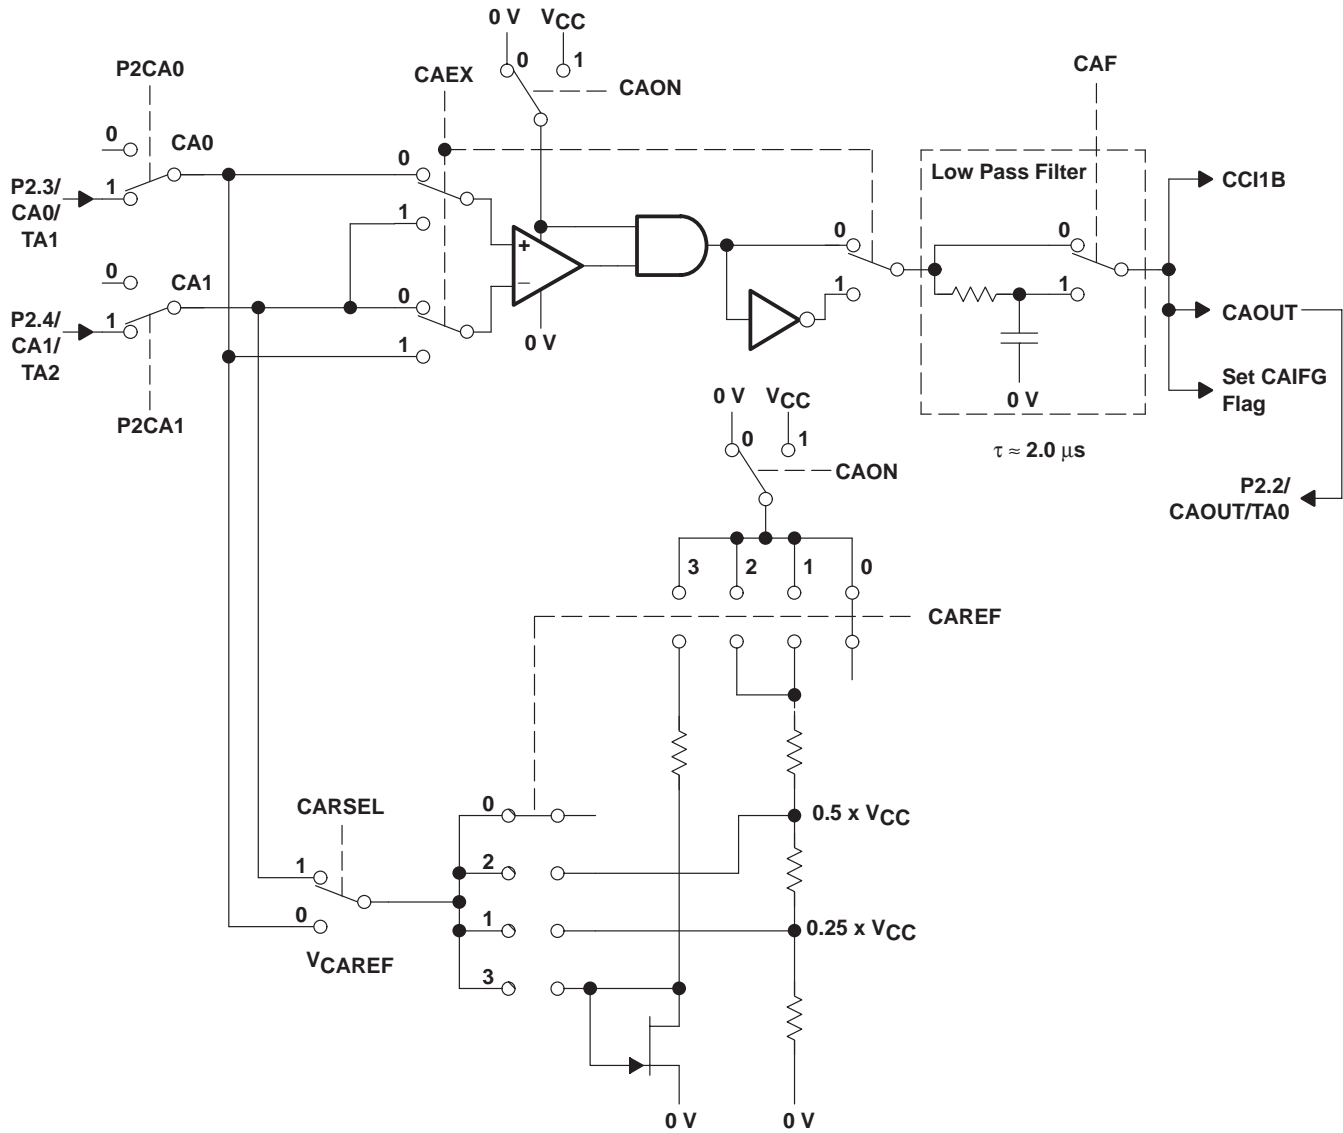 0 V VCC
0 1
P2CA0
CAEX
CAON
CAF
0 CA0
0
Low Pass Filter
P2.3/
CA0/
TA1
1
1
CCI1B
+
0
0
0 CA1
−
P2.4/
CA1/
TA2
1
0
1
1
CAOUT
0 V
1
P2CA1
0 V
Set CAIFG
Flag
0 V VCC
0 1
τ ≈ 2.0 μs
CAON
P2.2/
CAOUT/TA0
3 2 1 0
CAREF
CARSEL
0
0.5 x VCC
1
2
0
1
0.25 x VCC
VCAREF
3
0 V 0 V